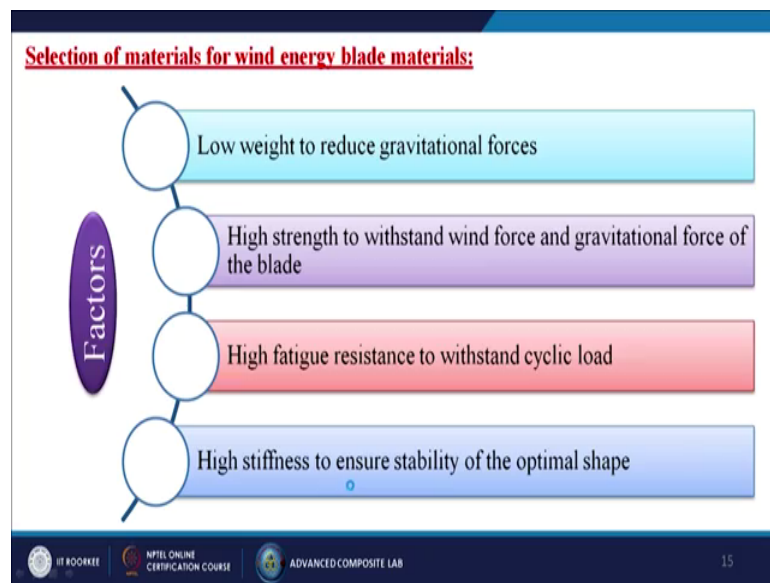 Selection of materials for wind energy blade materials:
Low weight to reduce gravitational forces
High strength to withstand wind force and gravitational force of
the blade
Factors
High fatigue resistance to withstand cyclic load
High stiffness to ensure stability of the optimal shape
IIT ROORKEE
NPTEL ONLINE
CERTIFICATION COURSE
ADVANCED COMPOSITE LAB
15